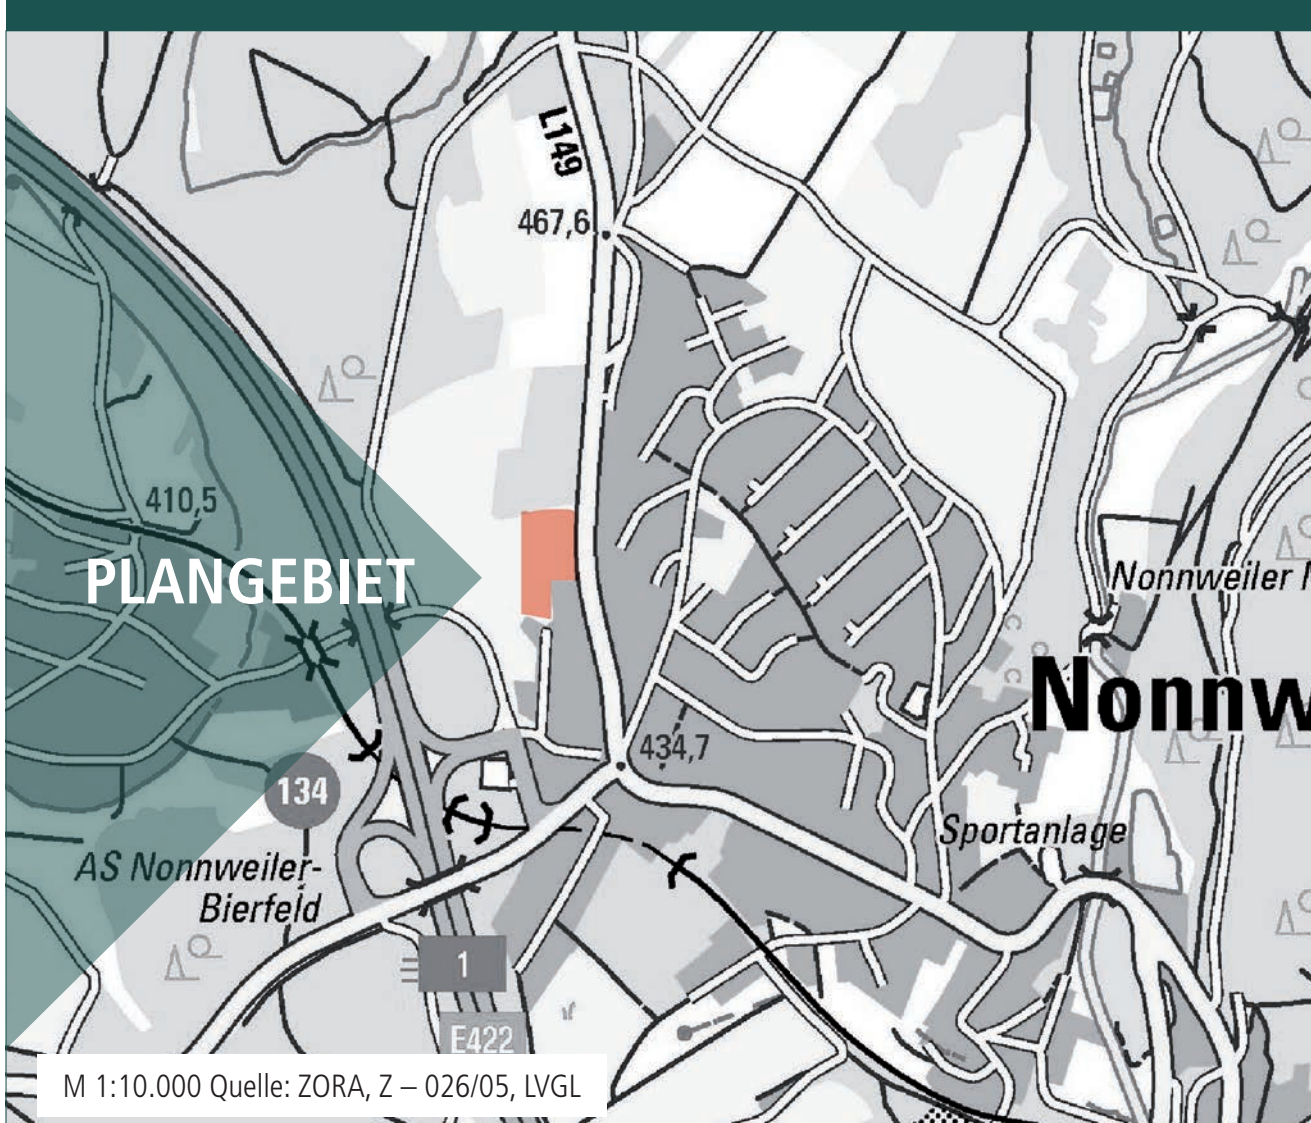 L149
467,6
410,5
PLANGEBIET
Nonnweiler
Nonnw
434,7
134
Sportanlage
AS Nonnweiler-
Bierfeld
1
E422
M 1:10.000 Quelle: ZORA, Z – 026/05, LVGL